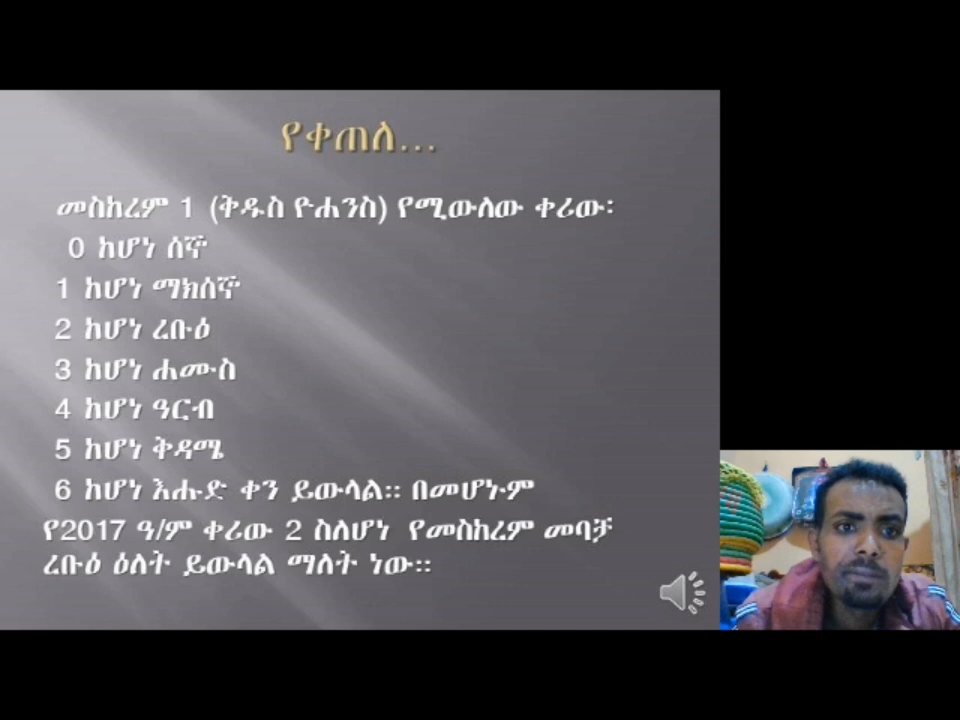 የቀጠለ...
መስከረም 1 (ቅዱስ ዮሐንስ) የሚውለው ቀሪው፡
0 ከሆነ ሰኞ
1 ከሆነ ማክሰኞ
2 ከሆነ ረቡዕ
3 ከሆነ ሐሙስ
4 ከሆነ ዓርብ
5 ከሆነ ቅዳሜ
6 ከሆነ እሑድ ቀን ይውላል። በመሆኑም
የ2017 ዓ/ም ቀሪው 2 ስለሆነ የመስከረም መባቻ
ረቡዕ ዕለት ይውላል ማለት ነው።